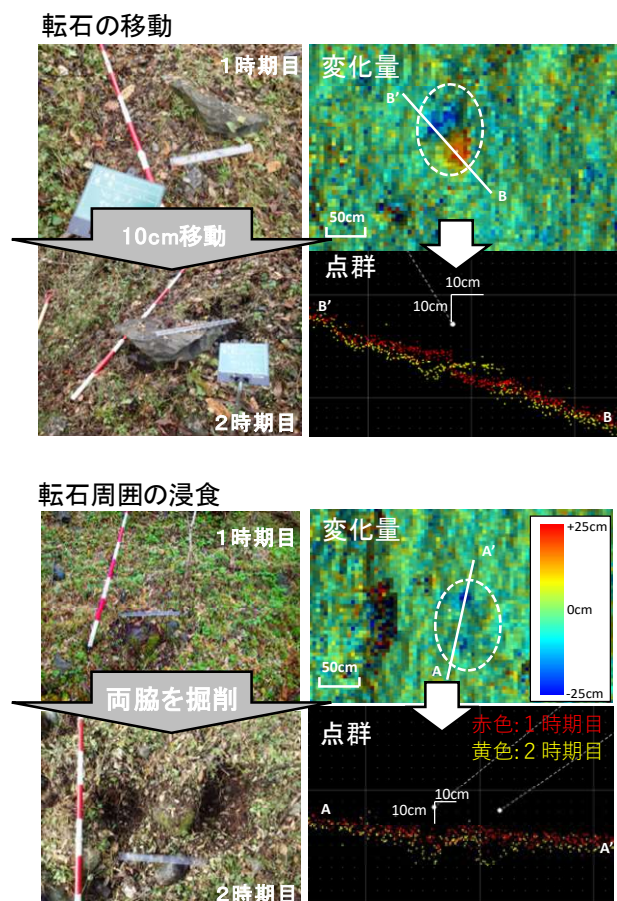 転石の移動
1時期目
10cm移動
2時期目
変化量
B'
B
50cm
点群
10cm
10cm
B'
B
転石周囲の浸食
1時期目
両脇を掘削
2時期目
変化量
A'
A
50cm
+25cm
0cm
-25cm
点群
赤色:1時期目
黄色:2時期目
10cm
10cm
A
A'